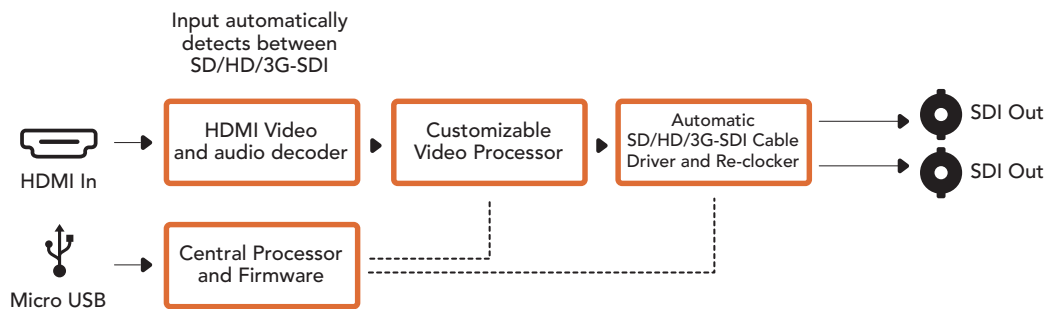 Input automatically
detects between
SD/HD/3G-SDI
HDMI In
HDMI Video
and audio decoder
Customizable
Video Processor
Automatic
SD/HD/3G-SDI Cable
Driver and Re-clocker
SDI Out
SDI Out
Micro USB
Central Processor
and Firmware